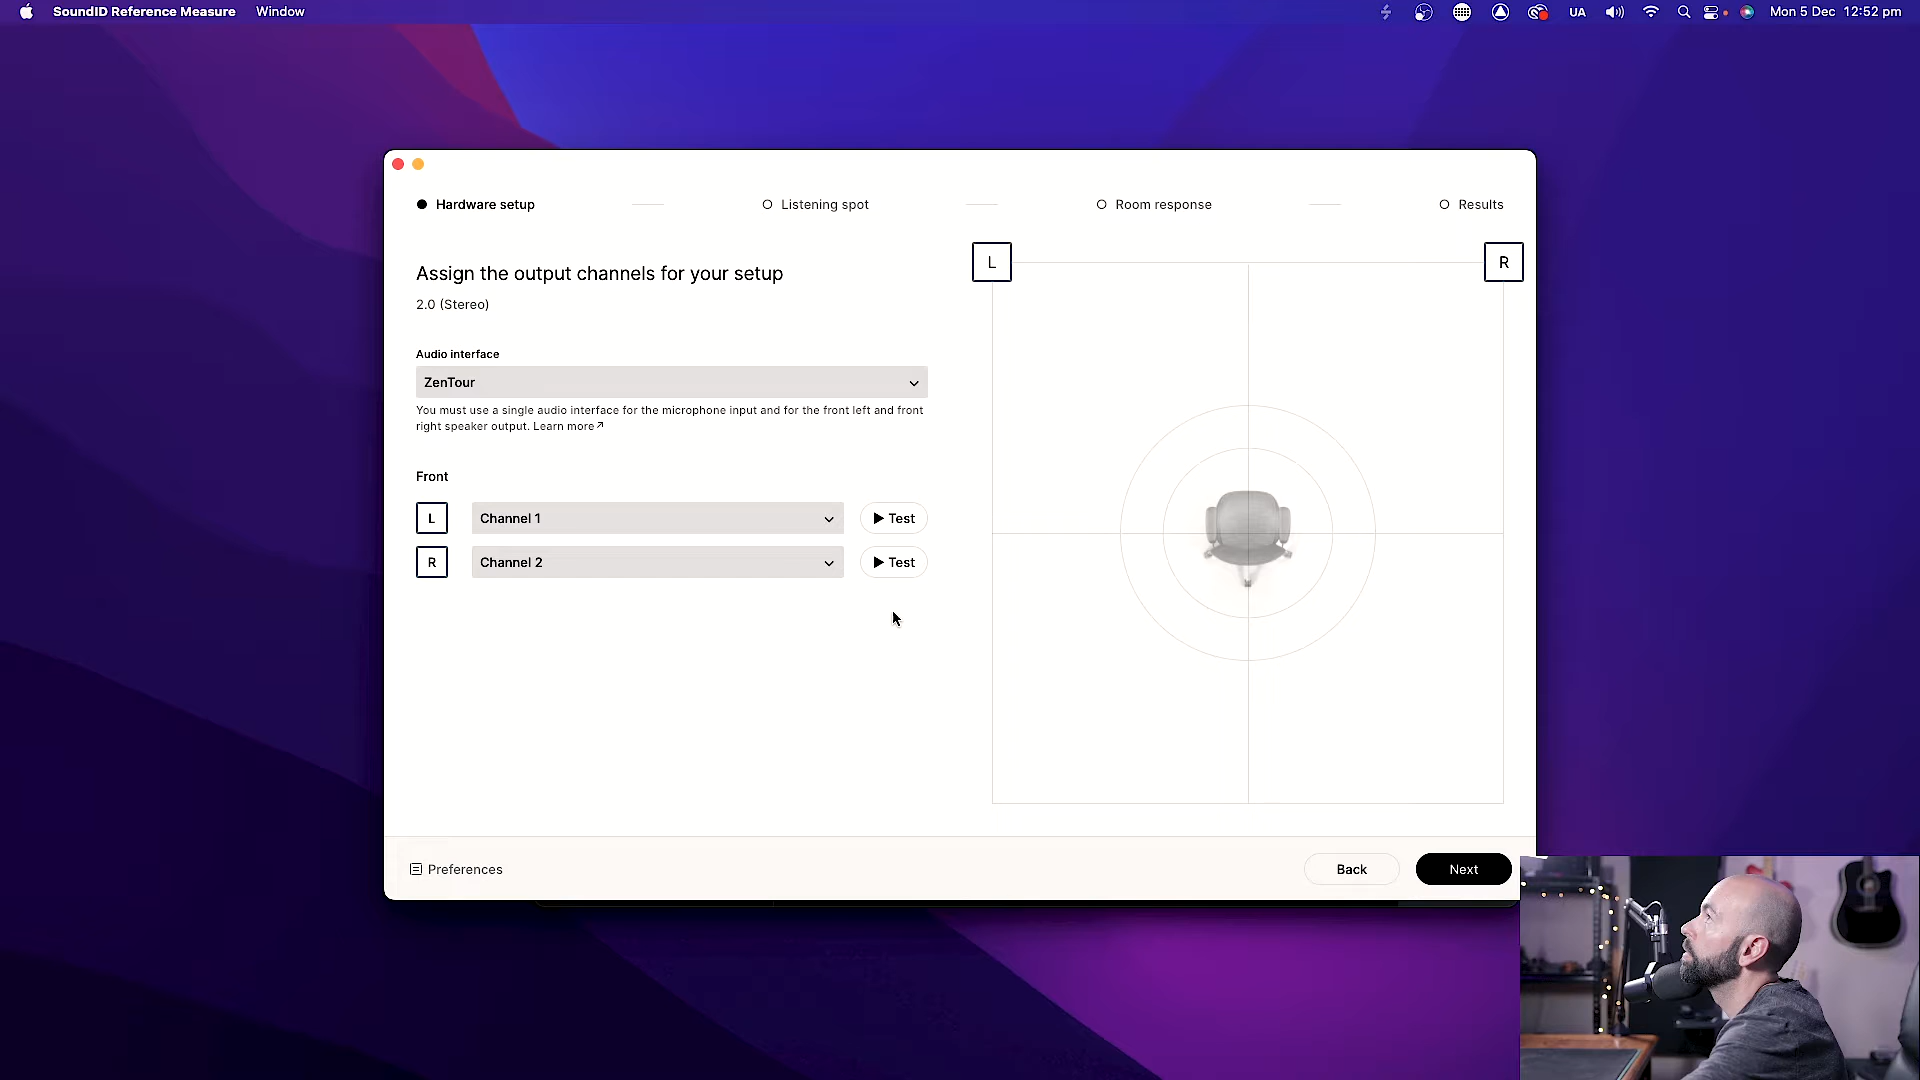 SoundID Reference Measure Window UA Mon 5 Dec 12:52 pm
Hardware setup Listening spot Room response Results
Assign the output channels for your setup
2.0 (Stereo)
Audio interface
ZenTour
You must use a single audio interface for the microphone input and for the front left and front
right speaker output. Learn more↗
Front
L Channel 1 Test
R Channel 2 Test
L R
Preferences Back Next